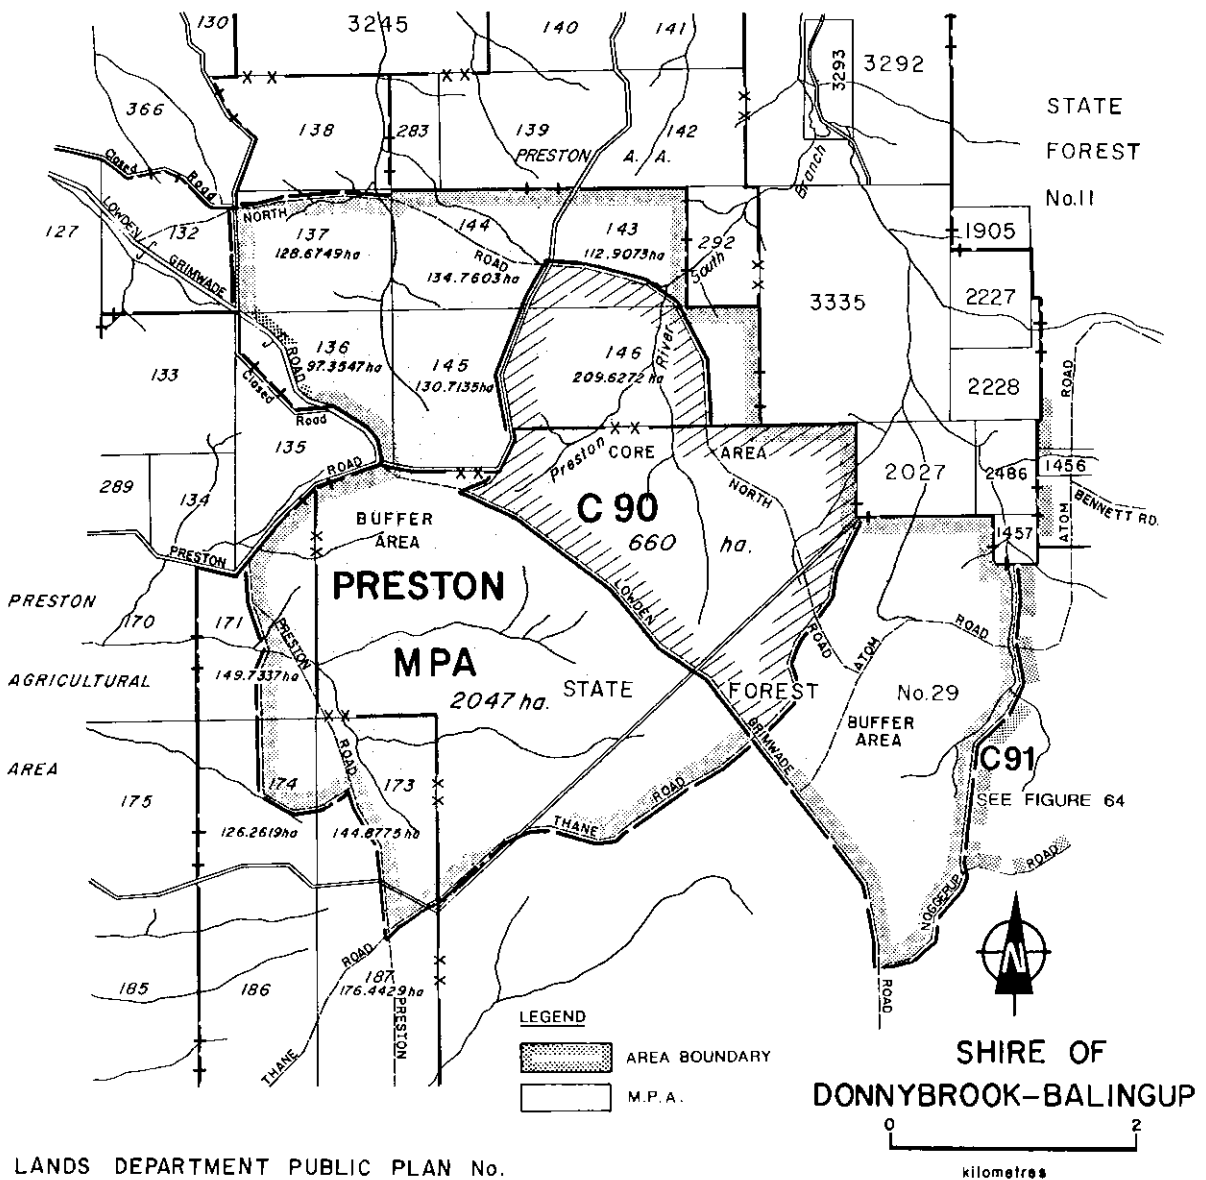 130
3245
140
141
3293
3292
366
138
283
139
142
PRESTON A. A.
STATE
FOREST
No.11
Closed Road
Branch
LOWDEN
GRIMWADE
ROAD
127
132
NORTH
ROAD
137
128.6749ha
144
134.7603ha
143
112.9073ha
292
South
1905
2227
3335
133
136
97.3547ha
145
130.7135ha
146
209.6272ha
River
2228
ROAD
Closed
Road
135
Preston
CORE AREA
2027
2486
1456
BENNETT RD.
ATOM
1457
289
134
ROAD
PRESTON
BUFFER
AREA
C 90
660 ha.
NORTH
ROAD
PRESTON
MPA
2047 ha.
LOWDEN
PRESTON
AGRICULTURAL
AREA
170
171
149.7337ha
PRESTON
ROAD
STATE FOREST
No.29
ATOM
ROAD
BUFFER
AREA
GRIMWADE
C91
SEE FIGURE 64
175
174
126.2619ha
173
144.8775ha
THANE
ROAD
ROAD
NOGGERUP
185
186
187
176.4429ha
THANE
ROAD
PRESTON
ROAD
N
LEGEND
AREA BOUNDARY
M.P.A.
SHIRE OF
DONNYBROOK-BALINGUP
0 2
kilometres
LANDS DEPARTMENT PUBLIC PLAN No.